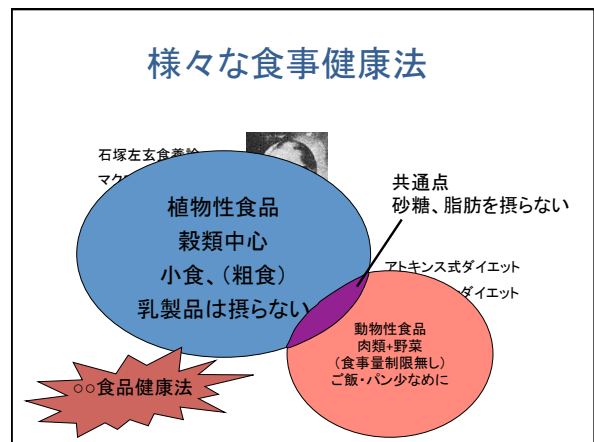 様々な食事健康法
石塚左玄食養論
マク
植物性食品
穀類中心
小食、(粗食)
乳製品は摂らない
共通点
砂糖、脂肪を摂らない
アトキンス式ダイエット
ダイエット
動物性食品
肉類+野菜
(食事量制限無し)
ご飯・パン少なめに
○○食品健康法